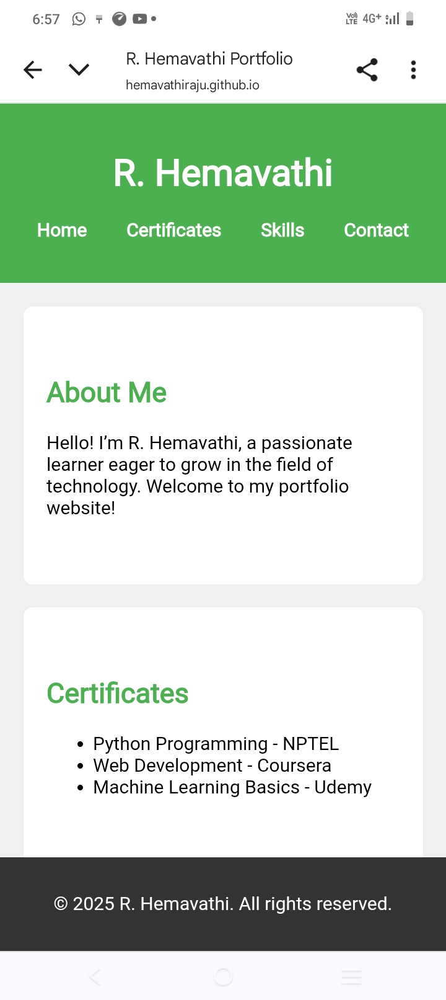 6:57
Vo) LTE 4G+
R. Hemavathi Portfolio
hemavathiraju.github.io
R. Hemavathi
Home Certificates Skills Contact
About Me
Hello! I’m R. Hemavathi, a passionate
learner eager to grow in the field of
technology. Welcome to my portfolio
website!
Certificates
• Python Programming - NPTEL
• Web Development - Coursera
• Machine Learning Basics - Udemy
© 2025 R. Hemavathi. All rights reserved.